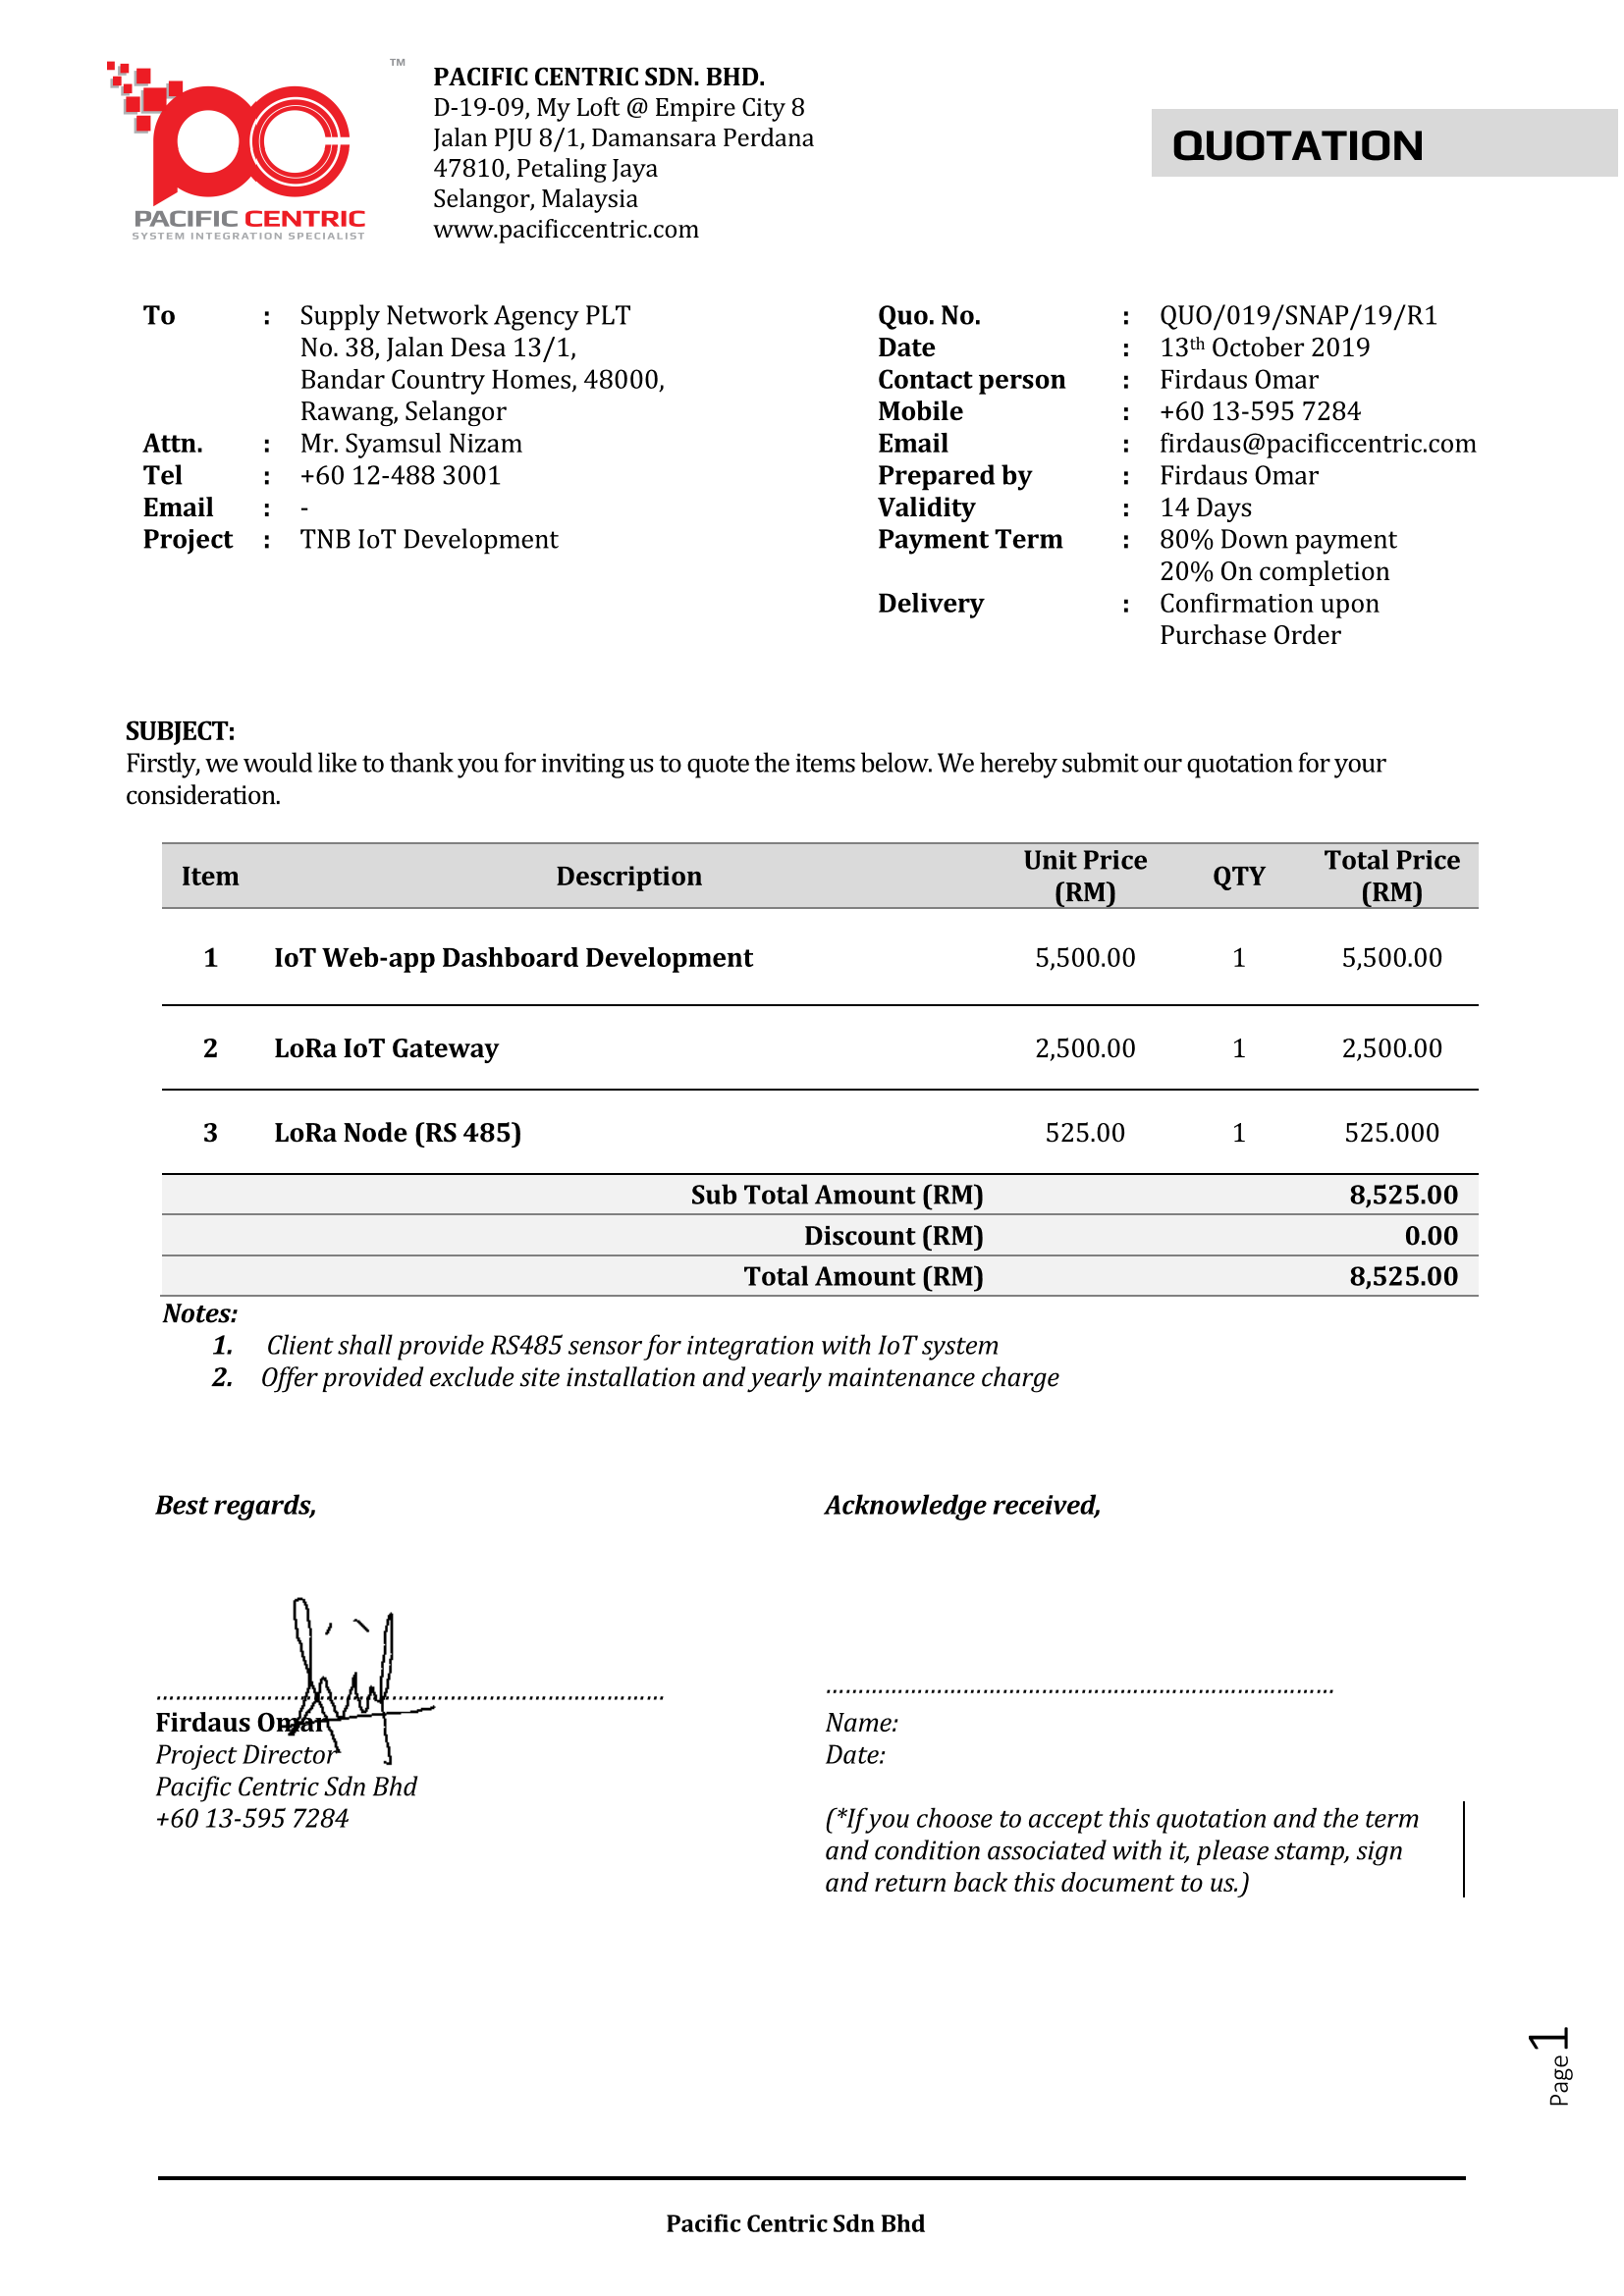 ™
PACIFIC CENTRIC
SYSTEM INTEGRATION SPECIALIST
PACIFIC CENTRIC SDN. BHD.
D-19-09, My Loft @ Empire City 8
Jalan PJU 8/1, Damansara Perdana
47810, Petaling Jaya
Selangor, Malaysia
www.pacificcentric.com
QUOTATION
To : Supply Network Agency PLT
No. 38, Jalan Desa 13/1,
Bandar Country Homes, 48000,
Rawang, Selangor
Attn. : Mr. Syamsul Nizam
Tel : +60 12-488 3001
Email : -
Project : TNB IoT Development
Quo. No. : QUO/019/SNAP/19/R1
Date : 13th October 2019
Contact person : Firdaus Omar
Mobile : +60 13-595 7284
Email : firdaus@pacificcentric.com
Prepared by : Firdaus Omar
Validity : 14 Days
Payment Term : 80% Down payment
20% On completion
Delivery : Confirmation upon
Purchase Order
SUBJECT:
Firstly, we would like to thank you for inviting us to quote the items below. We hereby submit our quotation for your
consideration.
Item Description Unit Price (RM) QTY Total Price (RM)
1 IoT Web-app Dashboard Development 5,500.00 1 5,500.00
2 LoRa IoT Gateway 2,500.00 1 2,500.00
3 LoRa Node (RS 485) 525.00 1 525.000
Sub Total Amount (RM) 8,525.00
Discount (RM) 0.00
Total Amount (RM) 8,525.00
Notes:
1. Client shall provide RS485 sensor for integration with IoT system
2. Offer provided exclude site installation and yearly maintenance charge
Best regards,
Firdaus Omar
Project Director
Pacific Centric Sdn Bhd
+60 13-595 7284
Acknowledge received,
Name:
Date:
(*If you choose to accept this quotation and the term
and condition associated with it, please stamp, sign
and return back this document to us.)
Page 1
Pacific Centric Sdn Bhd